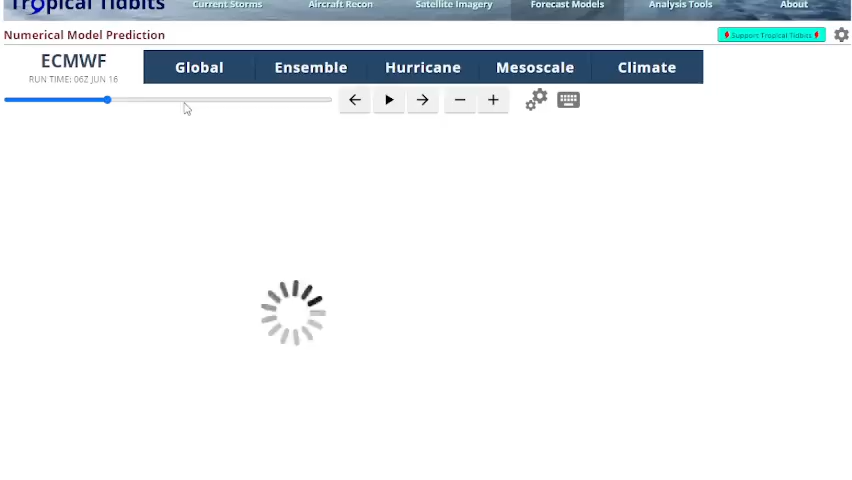 Tropical Tidbits
Current Storms Aircraft Recon Satellite Imagery Forecast Models Analysis Tools About
Numerical Model Prediction
Support Tropical Tidbits
ECMWF
RUN TIME: 06Z JUN 16
Global Ensemble Hurricane Mesoscale Climate